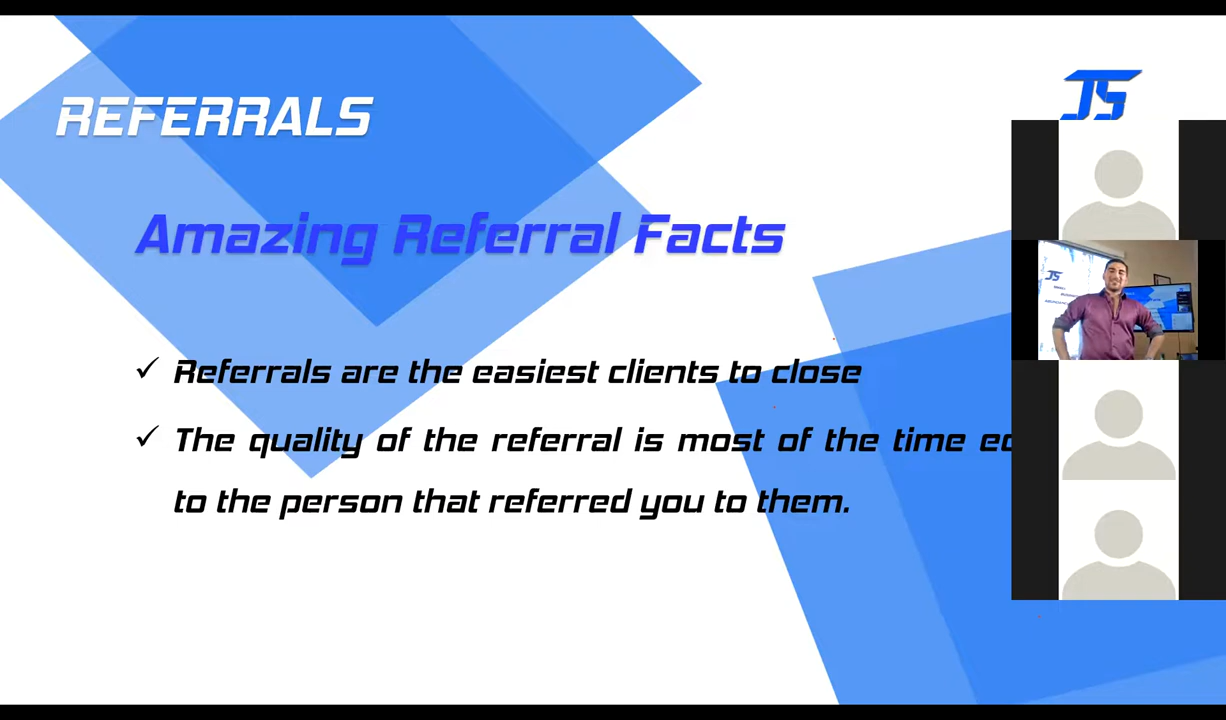 REFERRALS
JS
Amazing Referral Facts
Referrals are the easiest clients to close
The quality of the referral is most of the time
to the person that referred you to them.
JS